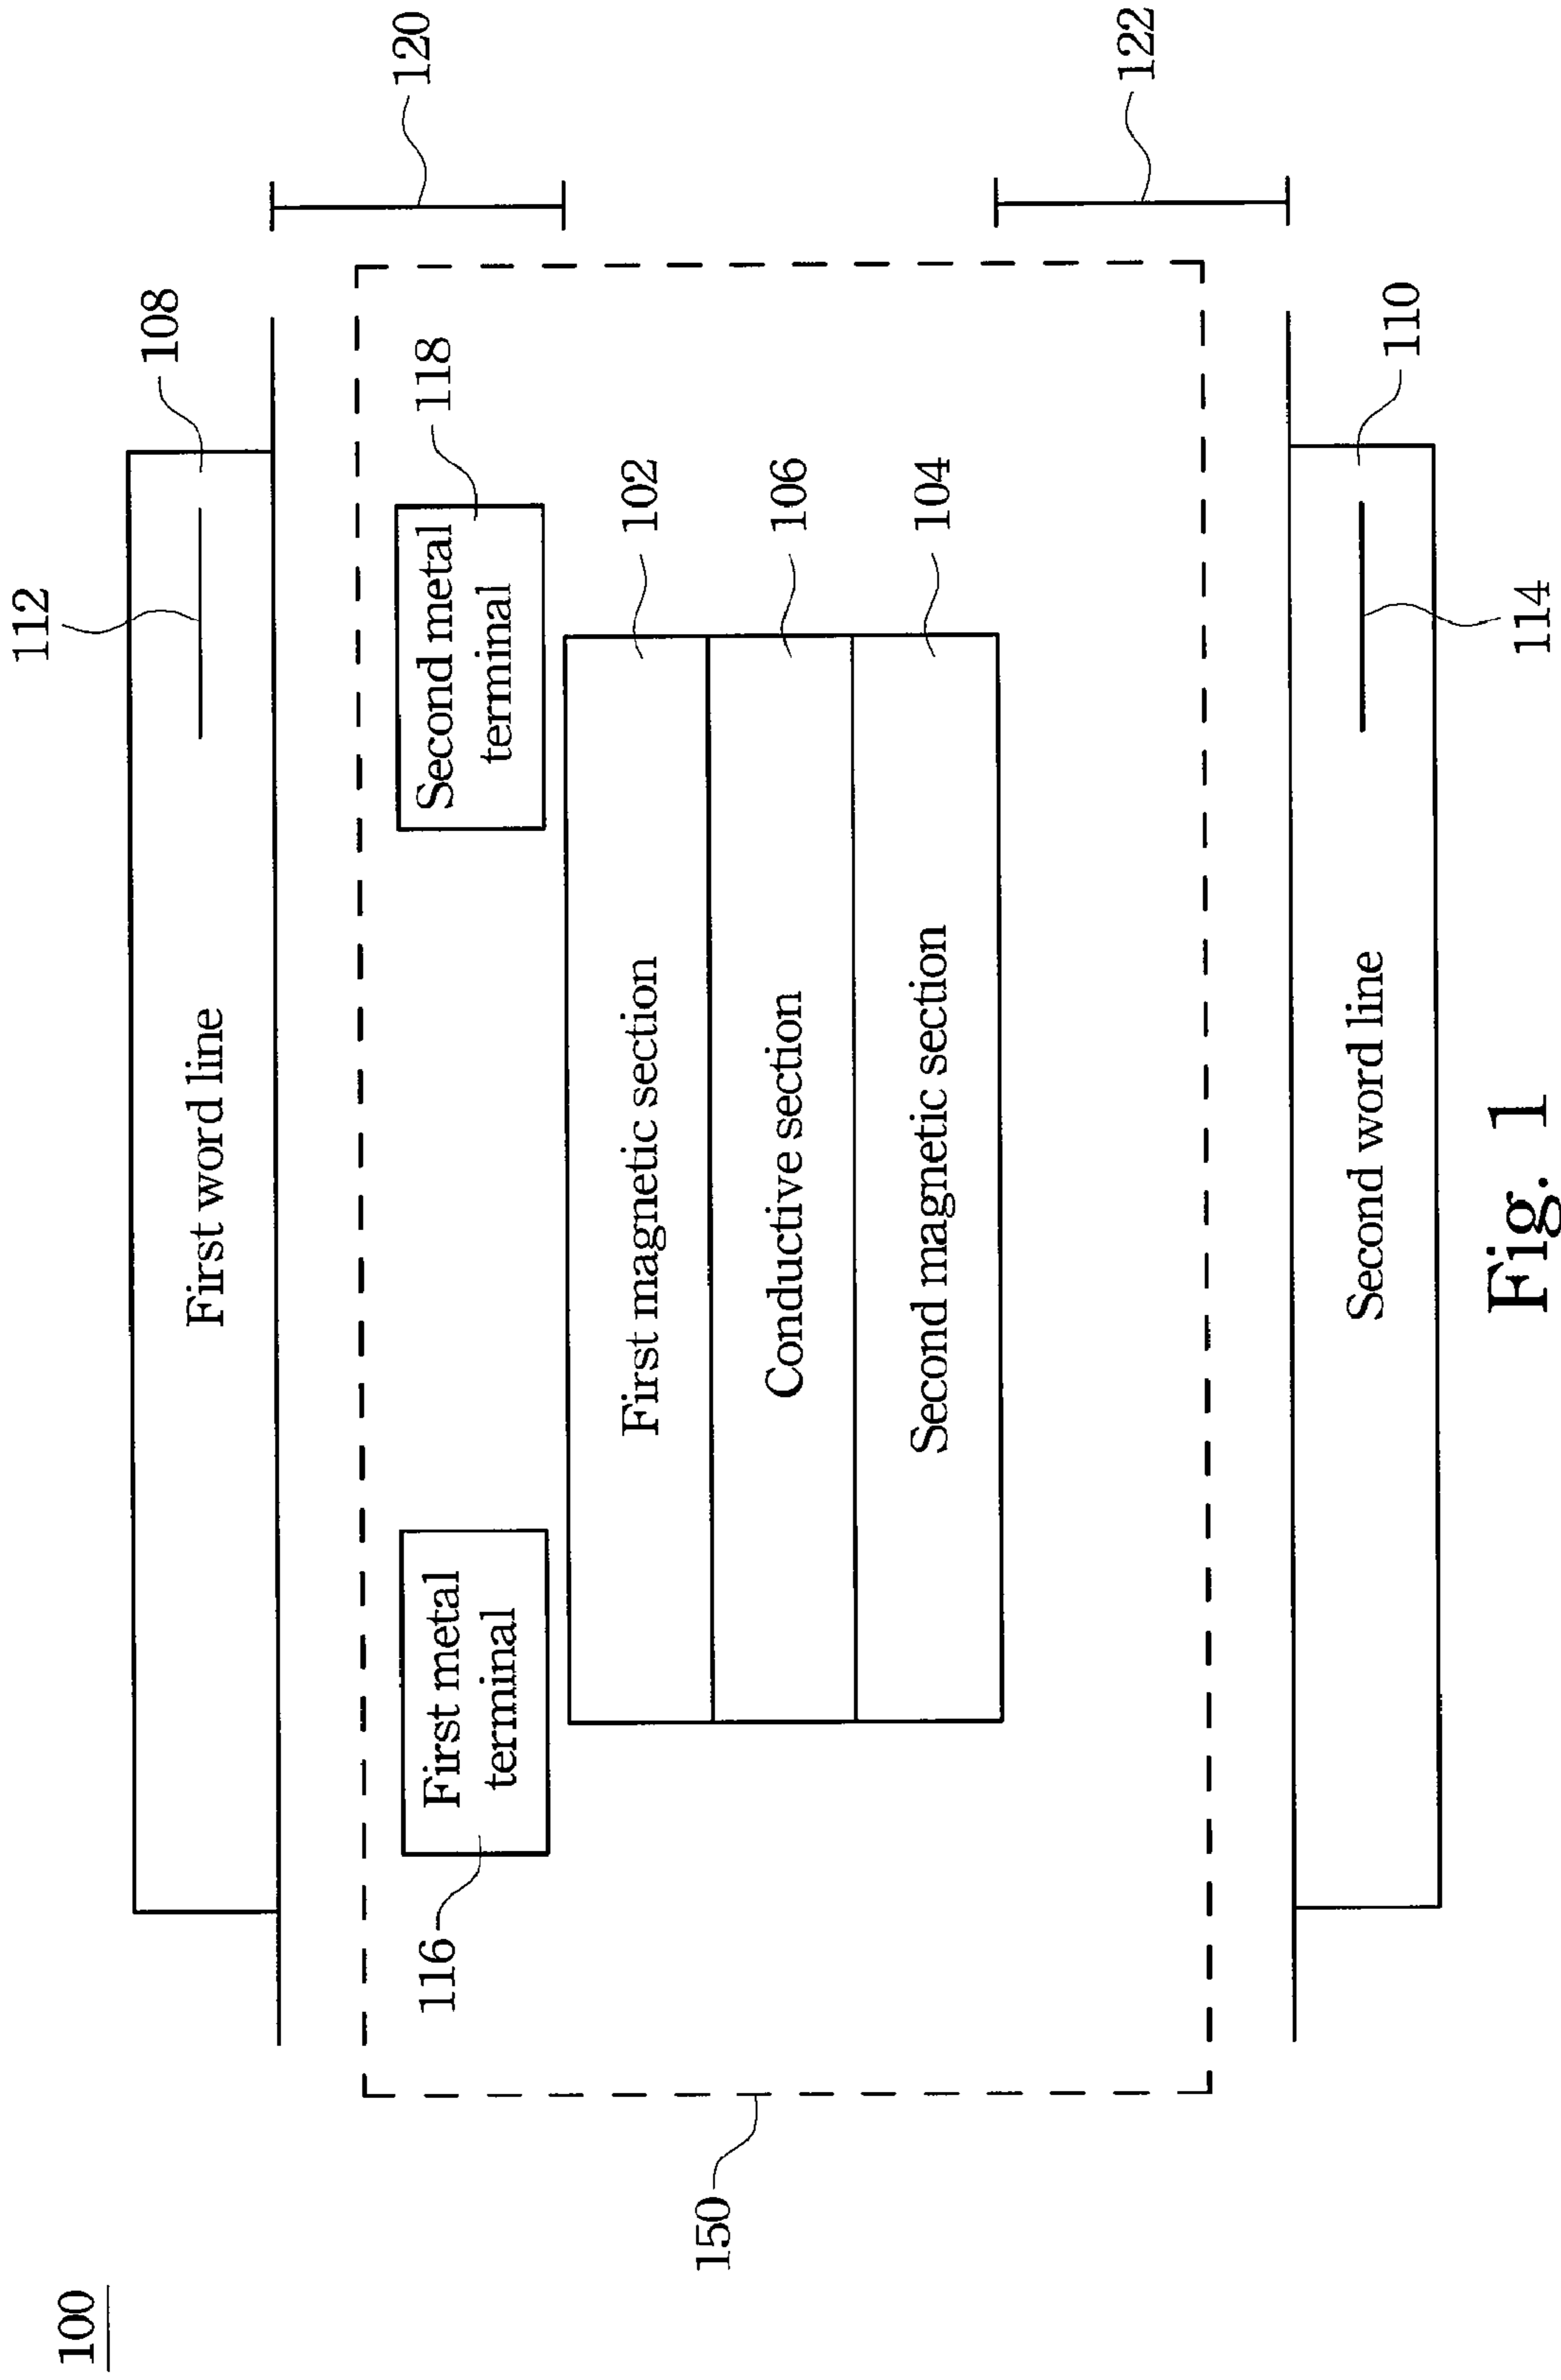 100
112
First word line
108
120
116
First metal
terminal
Second metal
terminal
118
First magnetic section
102
Conductive section
106
Second magnetic section
104
150
122
Second word line
110
114
Fig. 1